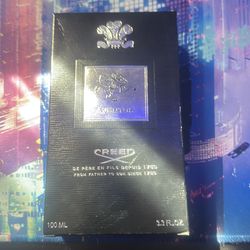 AVENTUS
CREED
DE PÈRE EN FILS DEPUIS 1760
FROM FATHER TO SON SINCE 1760
100 ML 3.3 FL.OZ